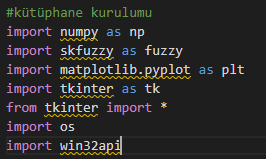 #kütüphane kurulumu
import numpy as np
import skfuzzy as fuzzy
import matplotlib.pyplot as plt
import tkinter as tk
from tkinter import *
import os
import win32api